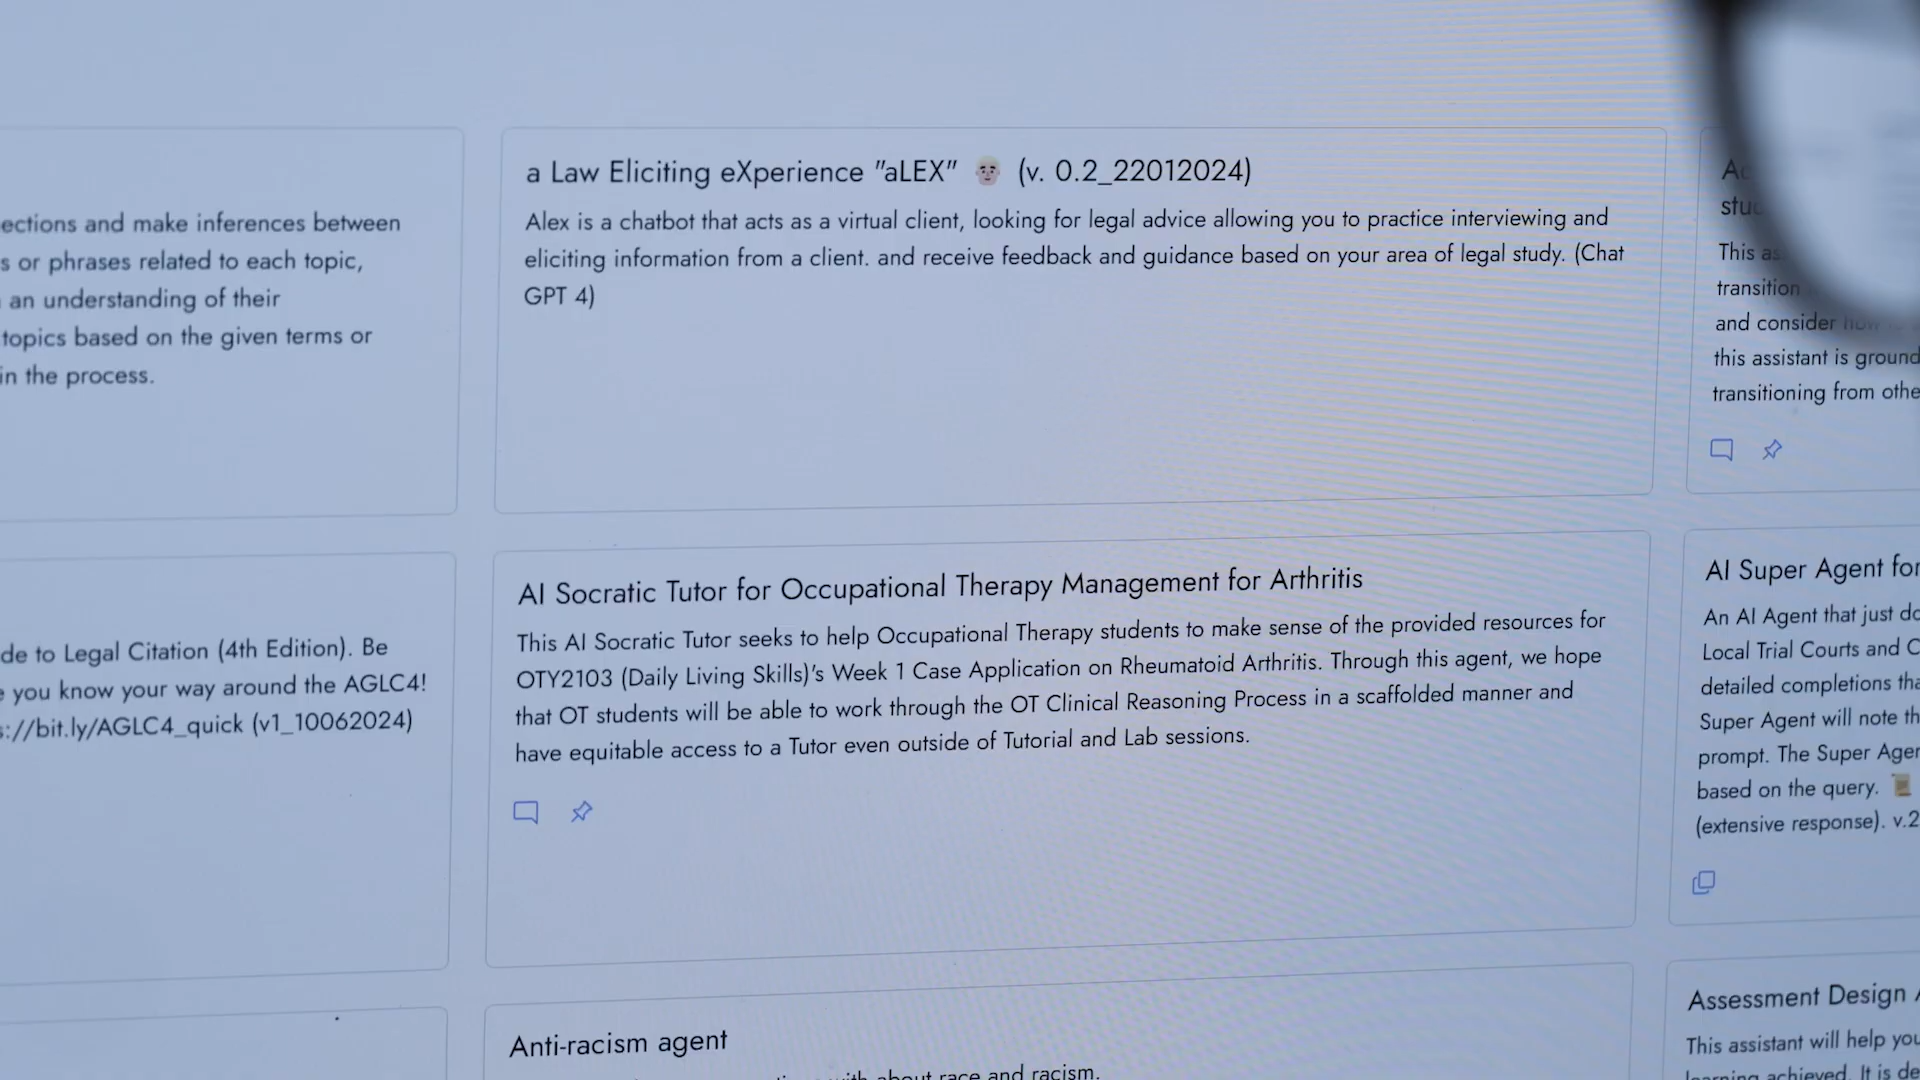 ections and make inferences between
s or phrases related to each topic,
an understanding of their
topics based on the given terms or
in the process.
a Law Eliciting eXperience "aLEX" 👨🏻‍🦲 (v. 0.2_22012024)
Alex is a chatbot that acts as a virtual client, looking for legal advice allowing you to practice interviewing and
eliciting information from a client. and receive feedback and guidance based on your area of legal study. (Chat
GPT 4)
This as
transition
and consider
this assistant is ground
transitioning from othe
de to Legal Citation (4th Edition). Be
you know your way around the AGLC4!
://bit.ly/AGLC4_quick (v1_10062024)
AI Socratic Tutor for Occupational Therapy Management for Arthritis
This AI Socratic Tutor seeks to help Occupational Therapy students to make sense of the provided resources for
OTY2103 (Daily Living Skills)'s Week 1 Case Application on Rheumatoid Arthritis. Through this agent, we hope
that OT students will be able to work through the OT Clinical Reasoning Process in a scaffolded manner and
have equitable access to a Tutor even outside of Tutorial and Lab sessions.
AI Super Agent for
An AI Agent that just do
Local Trial Courts and C
detailed completions tha
Super Agent will note th
prompt. The Super Agen
based on the query. 📜
(extensive response). v.2
Anti-racism agent
about race and racism.
Assessment Design A
This assistant will help you
learning achieved. It is de